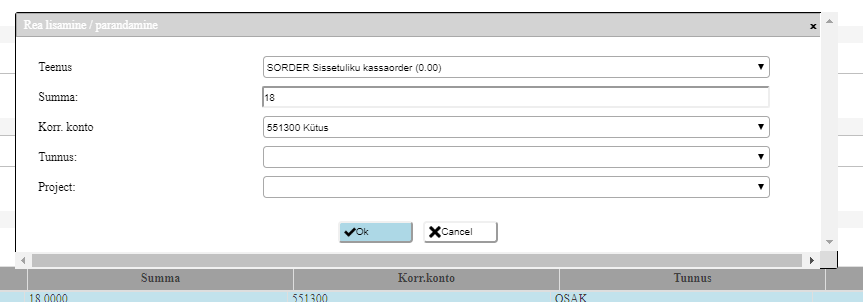 Rea lisamine / parandamine
Teenus SORDER Sissetuliku kassaorder (0.00)
Summa: 18
Korr. konto 551300 Kütus
Tunnus:
Project:
Ok Cancel
Summa Korr.konto Tunnus
18.0000 551300 OSAK